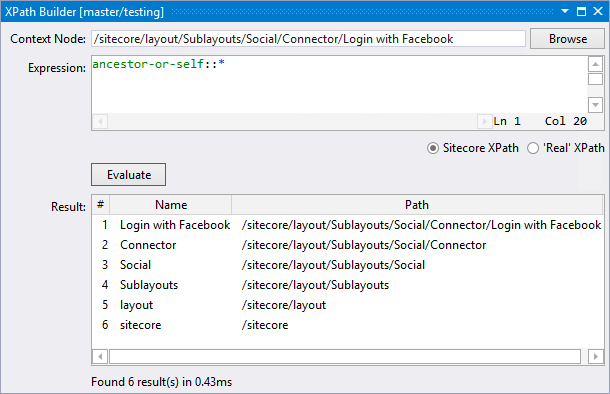 XPath Builder [master/testing]
Context Node: /sitecore/layout/Sublayouts/Social/Connector/Login with Facebook Browse
Expression: ancestor-or-self::*
Ln 1 Col 20
Sitecore XPath 'Real' XPath
Evaluate
Result: # Name Path
1 Login with Facebook /sitecore/layout/Sublayouts/Social/Connector/Login with Facebook
2 Connector /sitecore/layout/Sublayouts/Social/Connector
3 Social /sitecore/layout/Sublayouts/Social
4 Sublayouts /sitecore/layout/Sublayouts
5 layout /sitecore/layout
6 sitecore /sitecore
Found 6 result(s) in 0.43ms